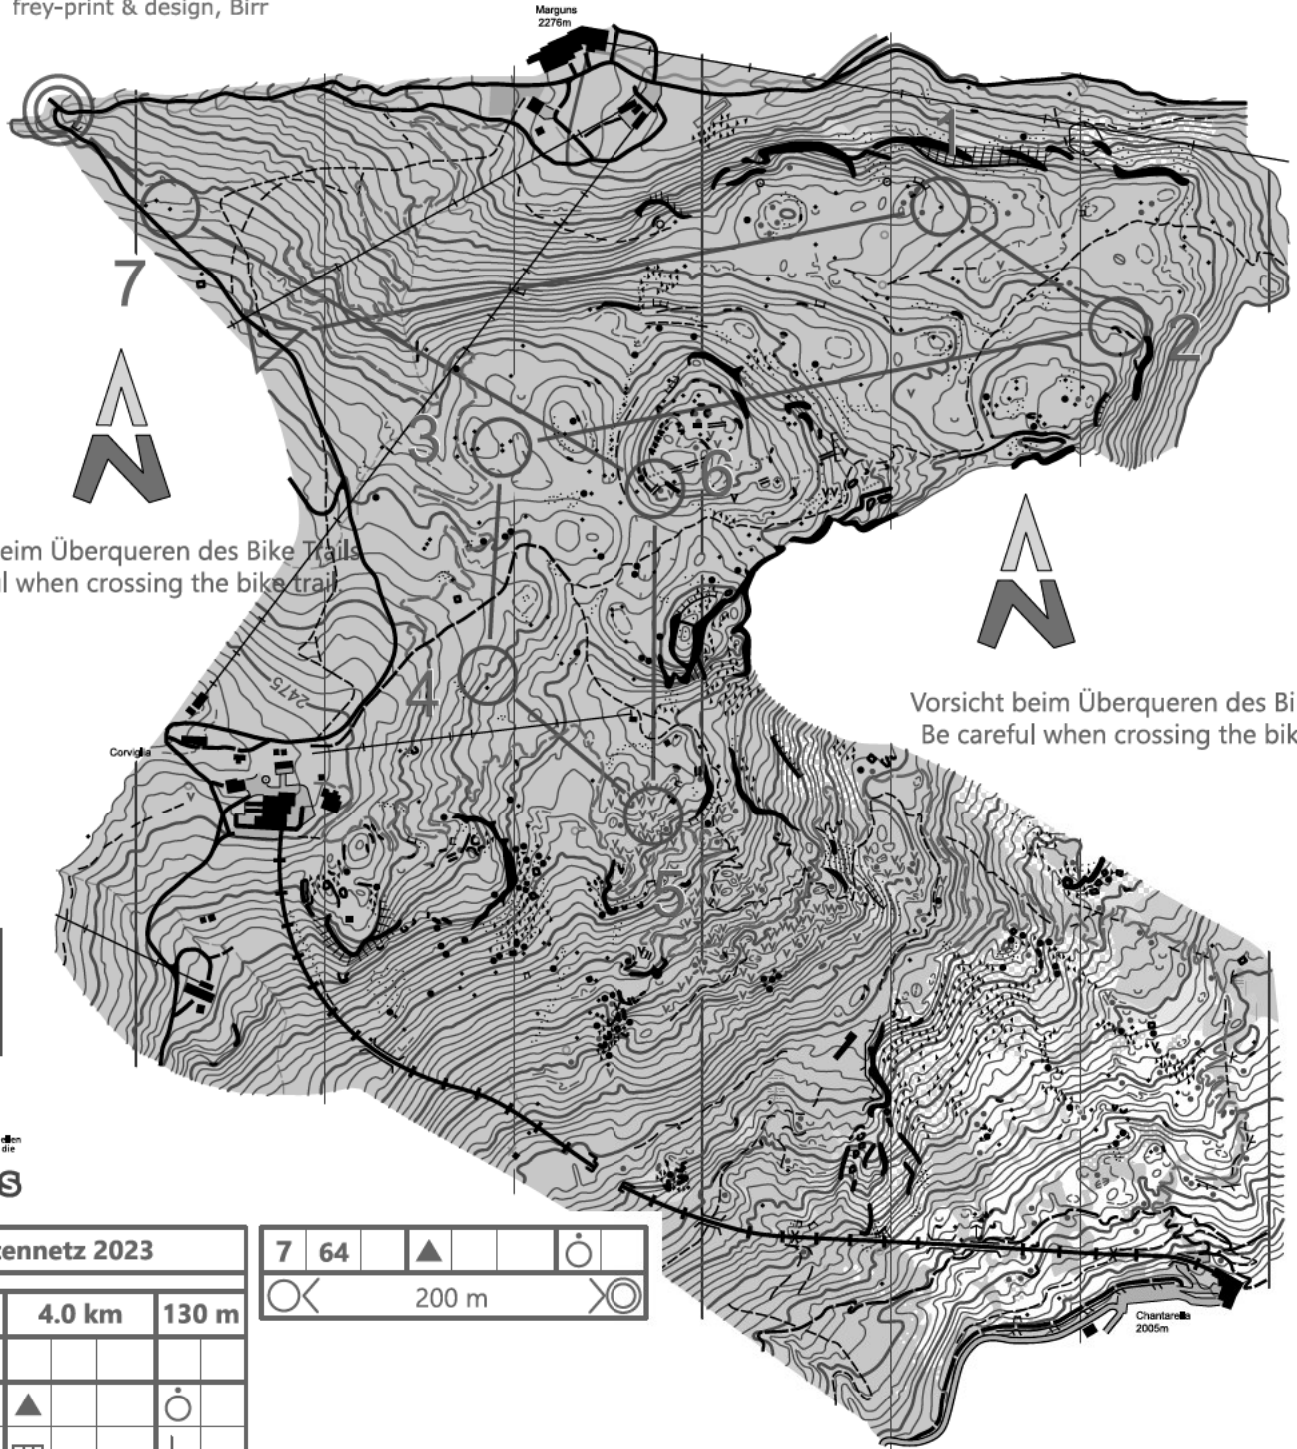 frey-print & design, Birr
Marguns
2276m
1
7
2
3
6
eim Überqueren des Bike Trails
l when crossing the bike trail.
4
2475
Vorsicht beim Überqueren des Bi
Be careful when crossing the bik
Corviglia
5
die
s
tennetz 2023
7 64
4.0 km 130 m
200 m
Chantarella
2005m